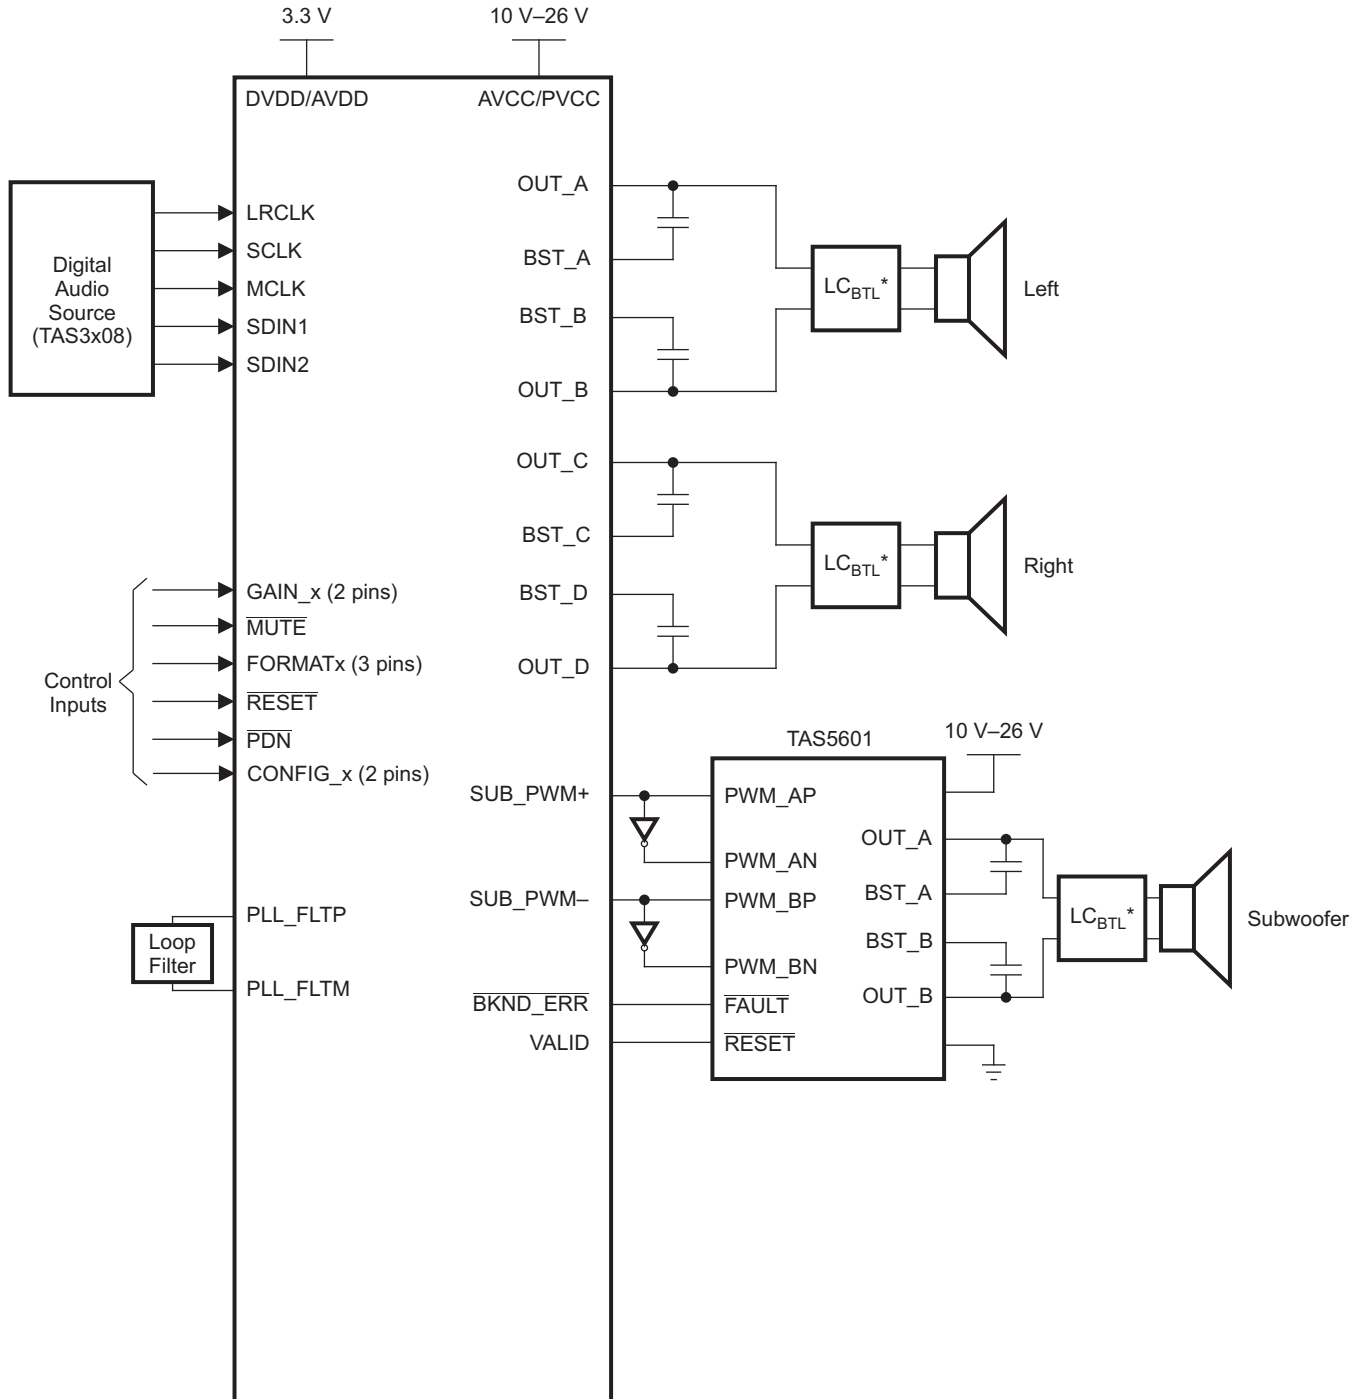 3.3 V
10 V–26 V
DVDD/AVDD
AVCC/PVCC
Digital
Audio
Source
(TAS3x08)
LRCLK
SCLK
MCLK
SDIN1
SDIN2
OUT_A
BST_A
BST_B
OUT_B
LCBTL*
Left
OUT_C
BST_C
BST_D
OUT_D
LCBTL*
Right
Control
Inputs
GAIN_x (2 pins)
MUTE
FORMATx (3 pins)
RESET
PDN
CONFIG_x (2 pins)
Loop
Filter
PLL_FLTP
PLL_FLTM
SUB_PWM+
SUB_PWM–
BKND_ERR
VALID
TAS5601
10 V–26 V
PWM_AP
PWM_AN
PWM_BP
PWM_BN
FAULT
RESET
OUT_A
BST_A
BST_B
OUT_B
LCBTL*
Subwoofer